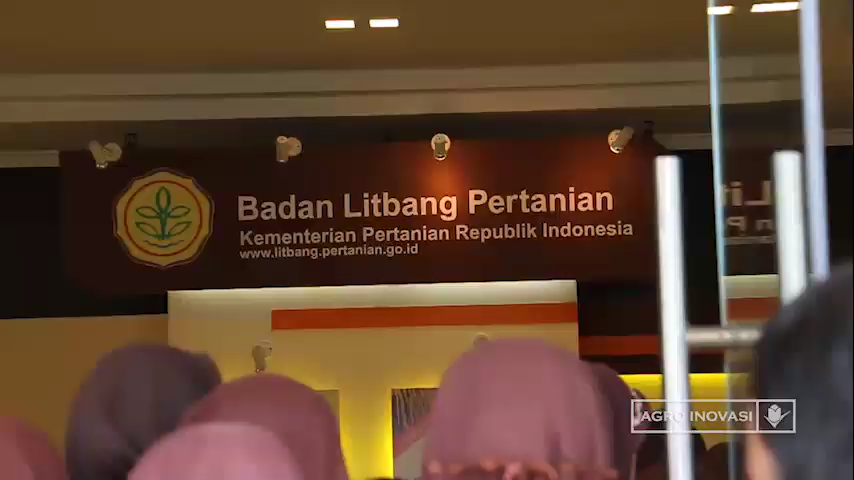 Badan Litbang Pertanian
Kementerian Pertanian Republik Indonesia
www.litbang.pertanian.go.id
AGRO INOVASI